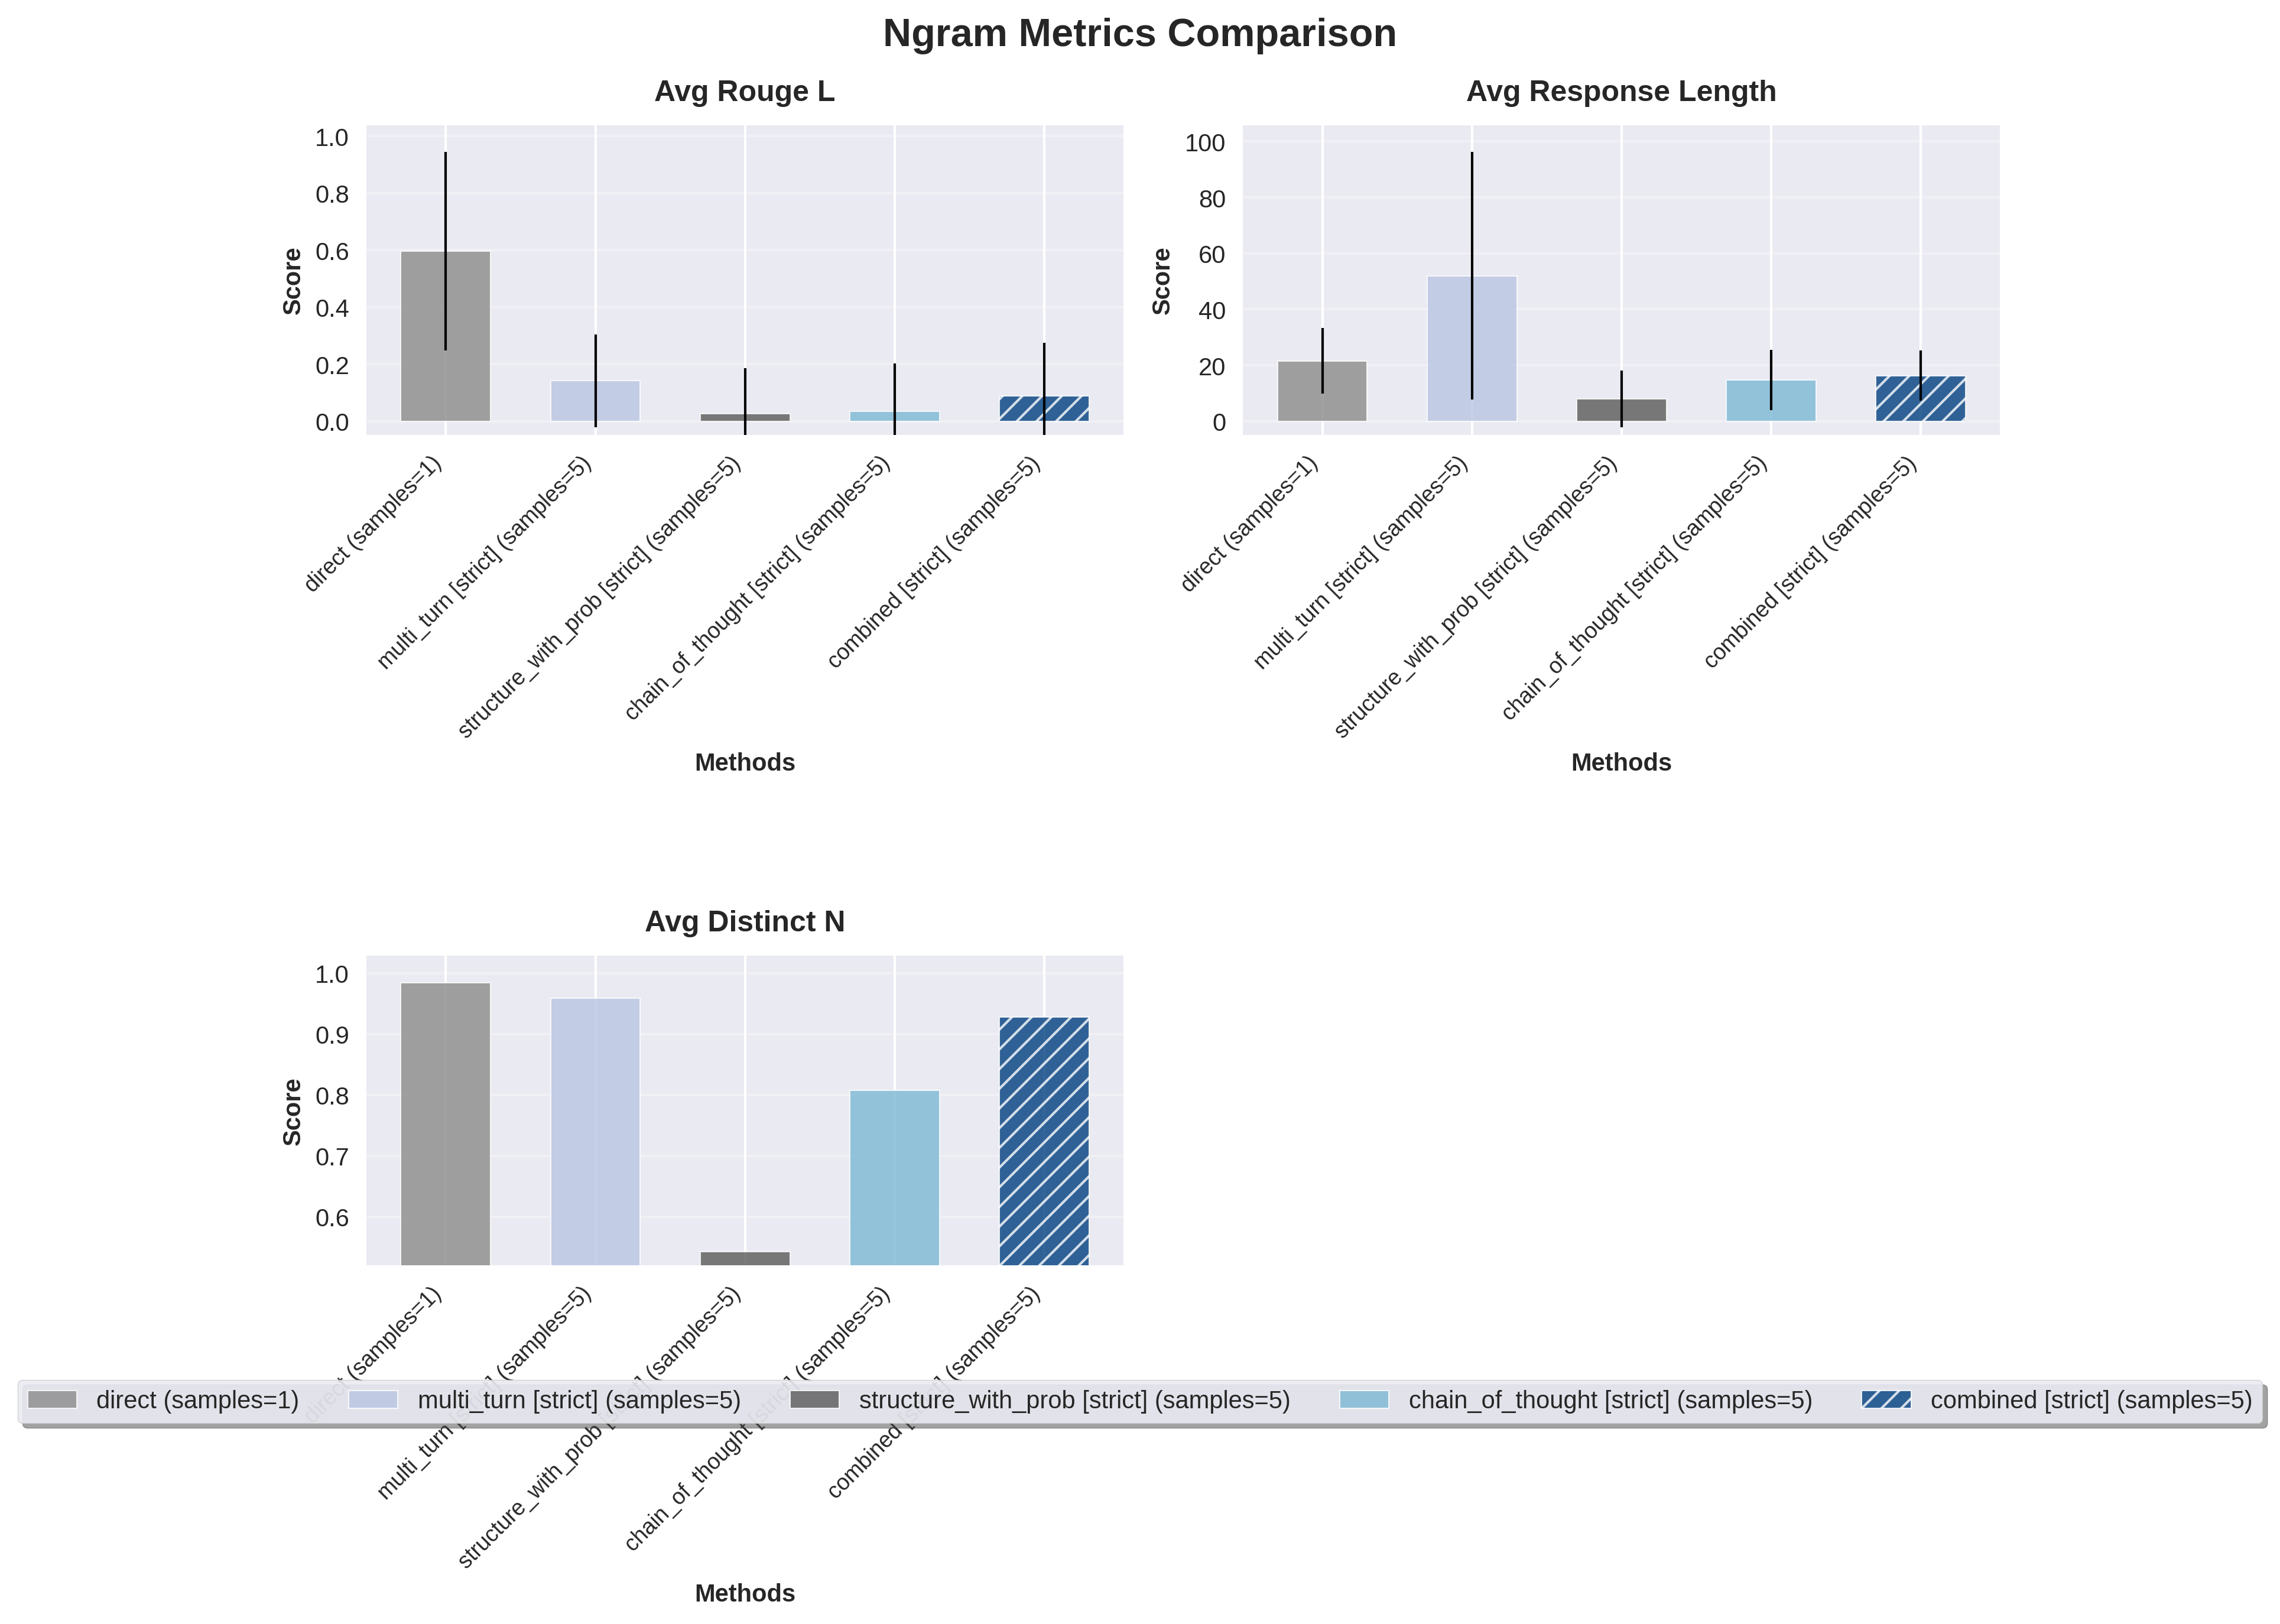 Ngram Metrics Comparison
Avg Rouge L
Score
1.0
0.8
0.6
0.4
0.2
0.0
direct (samples=1)
multi_turn [strict] (samples=5)
structure_with_prob [strict] (samples=5)
chain_of_thought [strict] (samples=5)
combined [strict] (samples=5)
Methods
Avg Response Length
Score
100
80
60
40
20
0
direct (samples=1)
multi_turn [strict] (samples=5)
structure_with_prob [strict] (samples=5)
chain_of_thought [strict] (samples=5)
combined [strict] (samples=5)
Methods
Avg Distinct N
Score
1.0
0.9
0.8
0.7
0.6
direct (samples=1)
multi_turn [strict] (samples=5)
structure_with_prob [strict] (samples=5)
chain_of_thought [strict] (samples=5)
combined [strict] (samples=5)
Methods
direct (samples=1) multi_turn [strict] (samples=5) structure_with_prob [strict] (samples=5) chain_of_thought [strict] (samples=5) combined [strict] (samples=5)